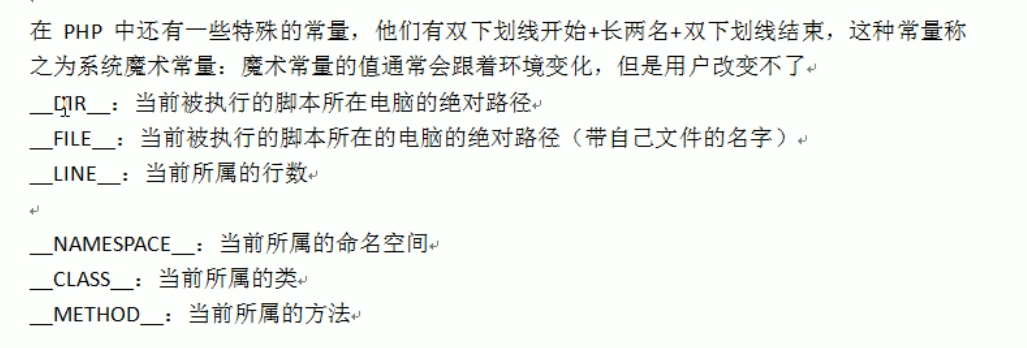 在 PHP 中还有一些特殊的常量，他们有双下划线开始+长两名+双下划线结束，这种常量称
之为系统魔术常量：魔术常量的值通常会跟着环境变化，但是用户改变不了
__DIR__：当前被执行的脚本所在电脑的绝对路径
__FILE__：当前被执行的脚本所在的电脑的绝对路径（带自己文件的名字）
__LINE__：当前所属的行数
__NAMESPACE__：当前所属的命名空间
__CLASS__：当前所属的类
__METHOD__：当前所属的方法